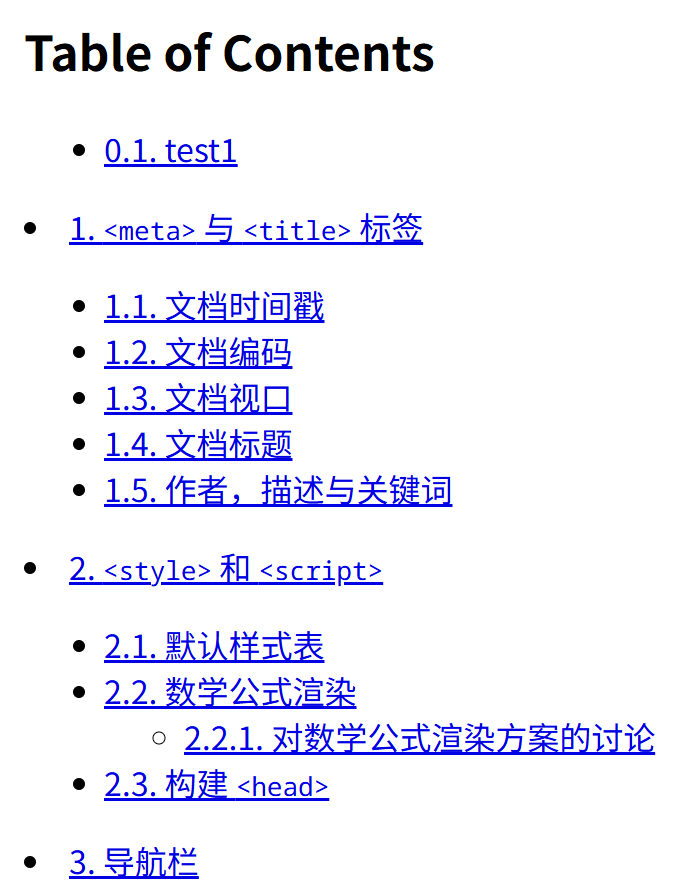 Table of Contents
0.1. test1
1. <meta> 与 <title> 标签
1.1. 文档时间戳
1.2. 文档编码
1.3. 文档视口
1.4. 文档标题
1.5. 作者，描述与关键词
2. <style> 和 <script>
2.1. 默认样式表
2.2. 数学公式渲染
2.2.1. 对数学公式渲染方案的讨论
2.3. 构建 <head>
3. 导航栏